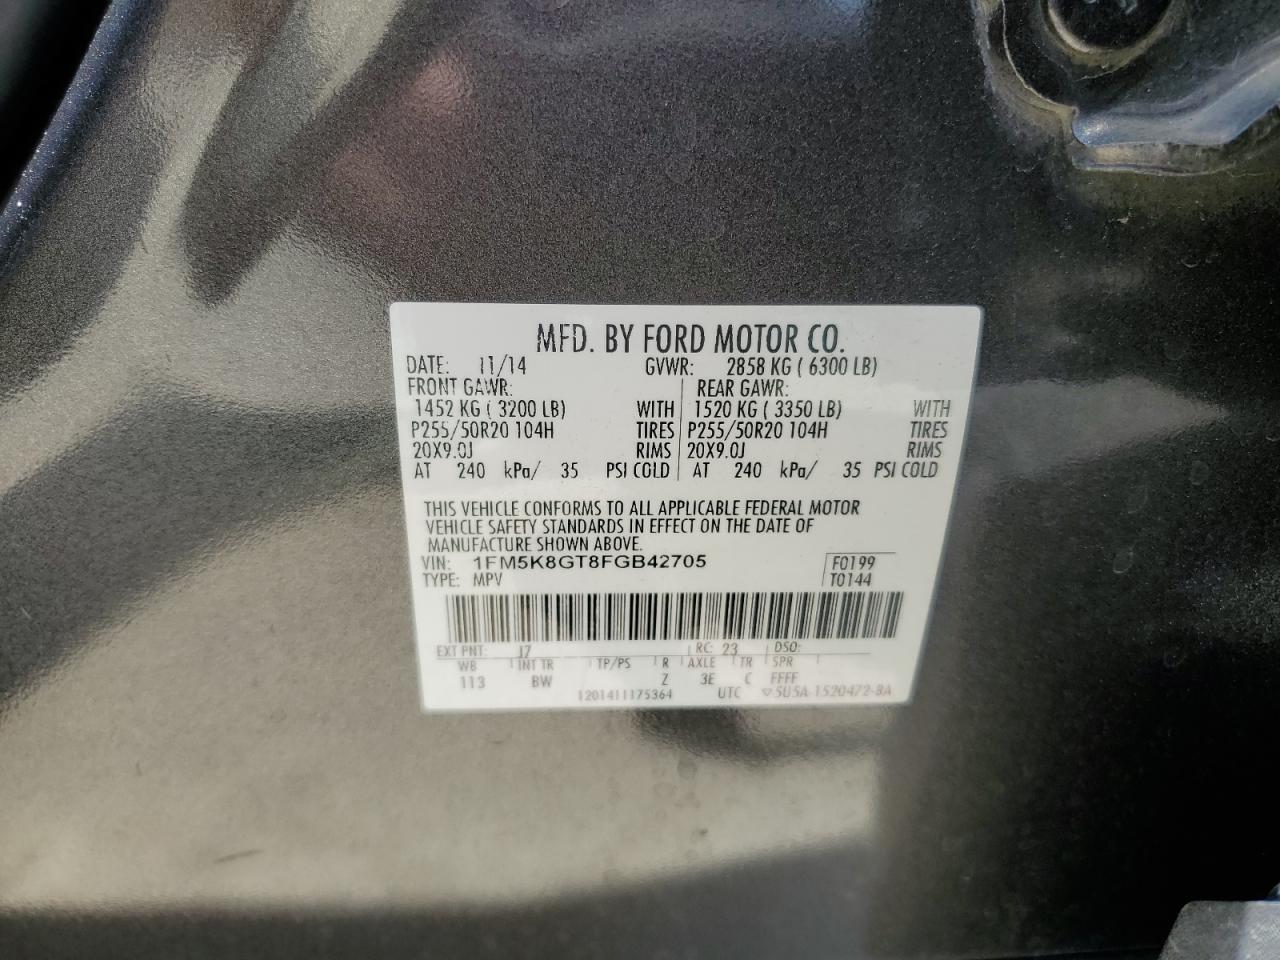 MFD. BY FORD MOTOR CO.
DATE: 11/14 GVWR: 2858 KG ( 6300 LB)
FRONT GAWR: REAR GAWR:
1452 KG ( 3200 LB) WITH 1520 KG ( 3350 LB) WITH
P255/50R20 104H TIRES P255/50R20 104H TIRES
20X9.0J RIMS 20X9.0J RIMS
AT 240 kPa/ 35 PSI COLD AT 240 kPa/ 35 PSI COLD
THIS VEHICLE CONFORMS TO ALL APPLICABLE FEDERAL MOTOR
VEHICLE SAFETY STANDARDS IN EFFECT ON THE DATE OF
MANUFACTURE SHOWN ABOVE.
VIN: 1FM5K8GT8FGB42705 F0199
TYPE: MPV T0144
EXT PNT: J7 RC: 23 DSO:
WB INT TR TP/PS R AXLE TR SPR
113 BW Z 3E C FFFF
1201411175364 UTC ▽5U5A-1520472-BA